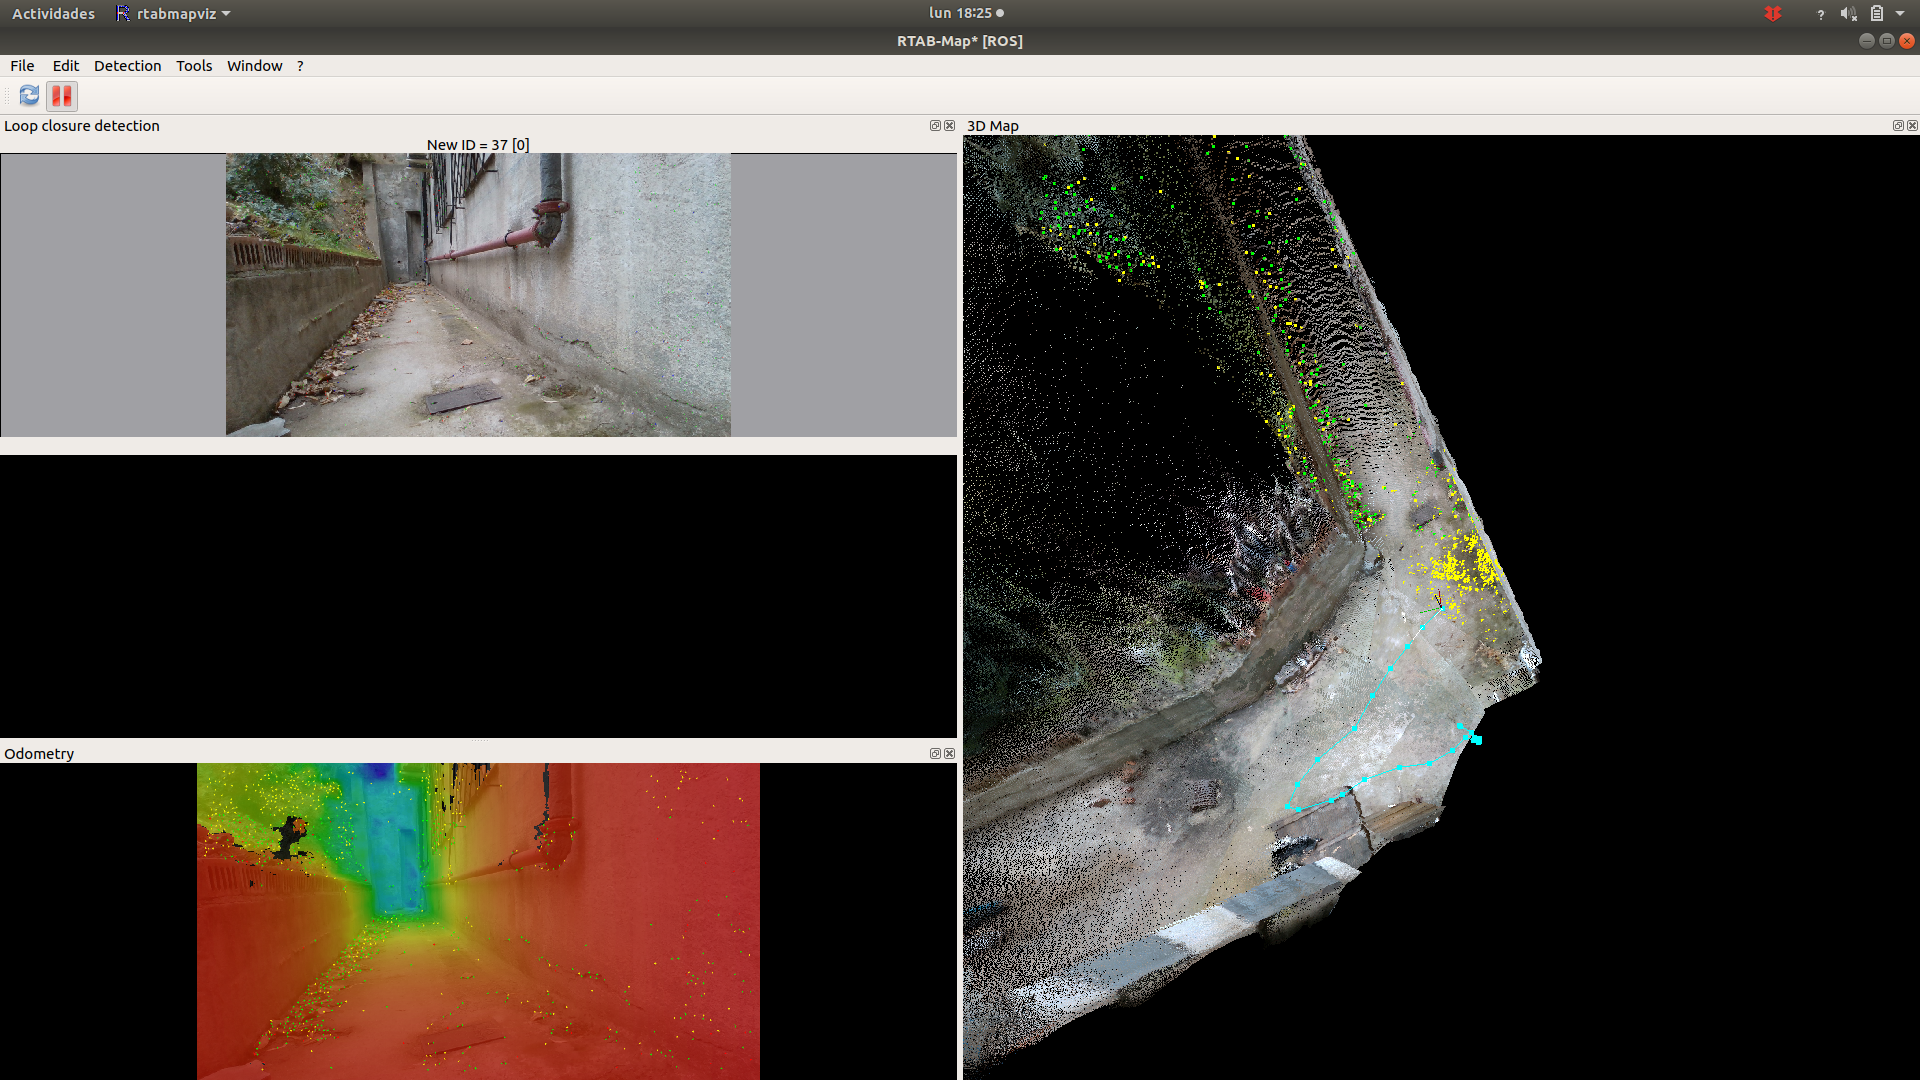 Actividades rtabmapviz lun 18:25 ?
RTAB-Map* [ROS]
File Edit Detection Tools Window ?
Loop closure detection
New ID = 37 [0]
3D Map
Odometry